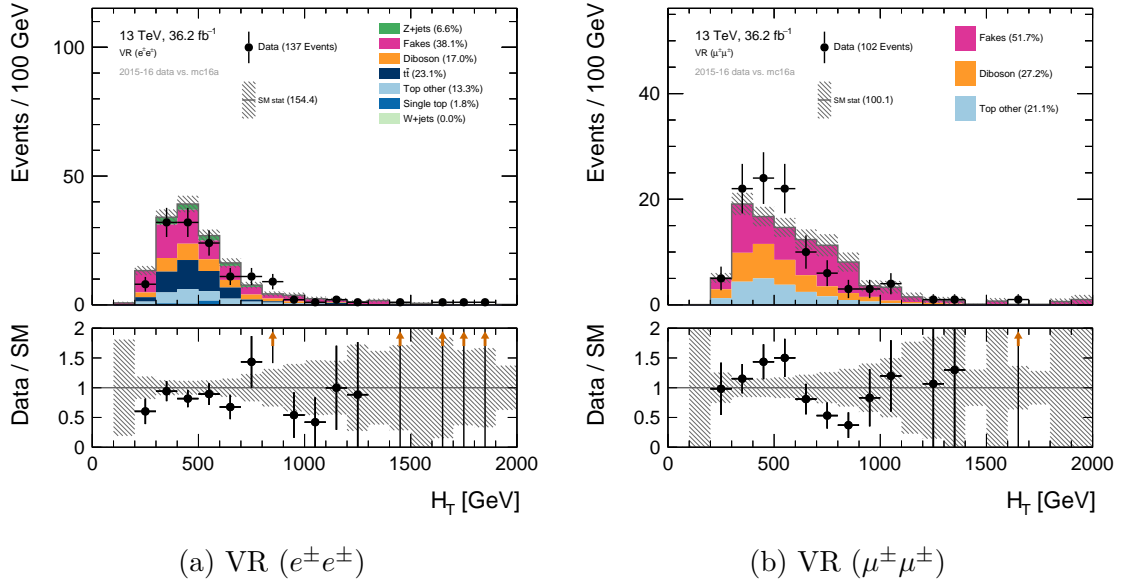 13 TeV, 36.2 fb⁻¹
VR (e±e±)
2015-16 data vs. mc16a
Data (137 Events)
SM stat (154.4)
Z+jets (6.6%)
Fakes (38.1%)
Diboson (17.0%)
tt̄ (23.1%)
Top other (13.3%)
Single top (1.8%)
W+jets (0.0%)
Events / 100 GeV
100
50
0
Data / SM
2
1.5
1
0.5
0
0 500 1000 1500 2000
H_T [GeV]
(a) VR (e±e±)
13 TeV, 36.2 fb⁻¹
VR (μ±μ±)
2015-16 data vs. mc16a
Data (102 Events)
SM stat (100.1)
Fakes (51.7%)
Diboson (27.2%)
Top other (21.1%)
Events / 100 GeV
40
20
0
Data / SM
2
1.5
1
0.5
0
0 500 1000 1500 2000
H_T [GeV]
(b) VR (μ±μ±)